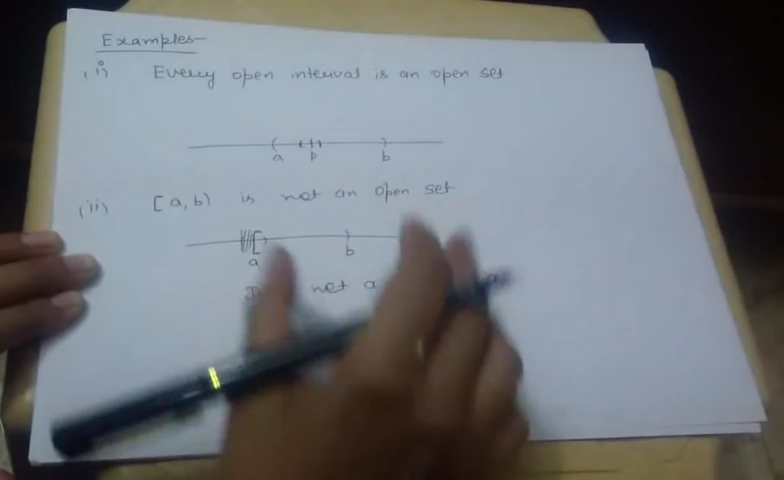 Examples-
(i) Every open interval is an open set
a p b
(ii) [a, b) is not an open set
a b
not a